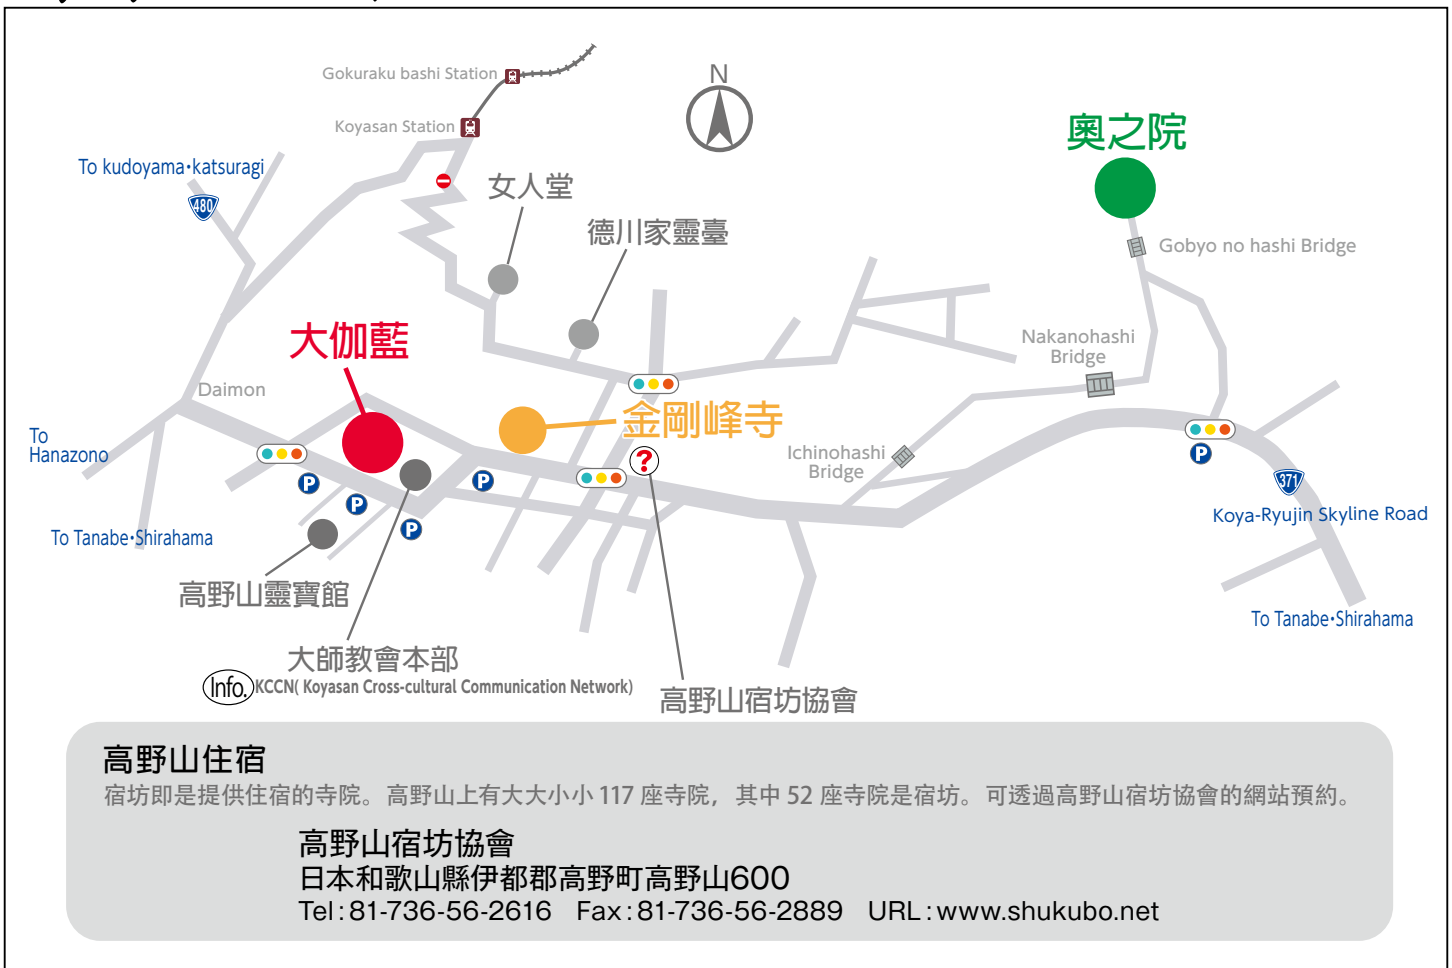 N
Gokuraku bashi Station
Koyasan Station
奧之院
To kudoyama•katsuragi
480
女人堂
德川家靈臺
Gobyo no hashi Bridge
大伽藍
Nakanohashi
Bridge
Daimon
金剛峰寺
To
Hanazono
Ichinohashi
Bridge
?
P
P
P
P
P
371
Koya-Ryujin Skyline Road
To Tanabe•Shirahama
高野山靈寶館
To Tanabe•Shirahama
大師教會本部
Info. KCCN( Koyasan Cross-cultural Communication Network)
高野山宿坊協會
高野山住宿
宿坊即是提供住宿的寺院。高野山上有大大小小 117 座寺院，其中 52 座寺院是宿坊。可透過高野山宿坊協會的網站預約。
高野山宿坊協會
日本和歌山縣伊都郡高野町高野山600
Tel:81-736-56-2616 Fax:81-736-56-2889 URL:www.shukubo.net